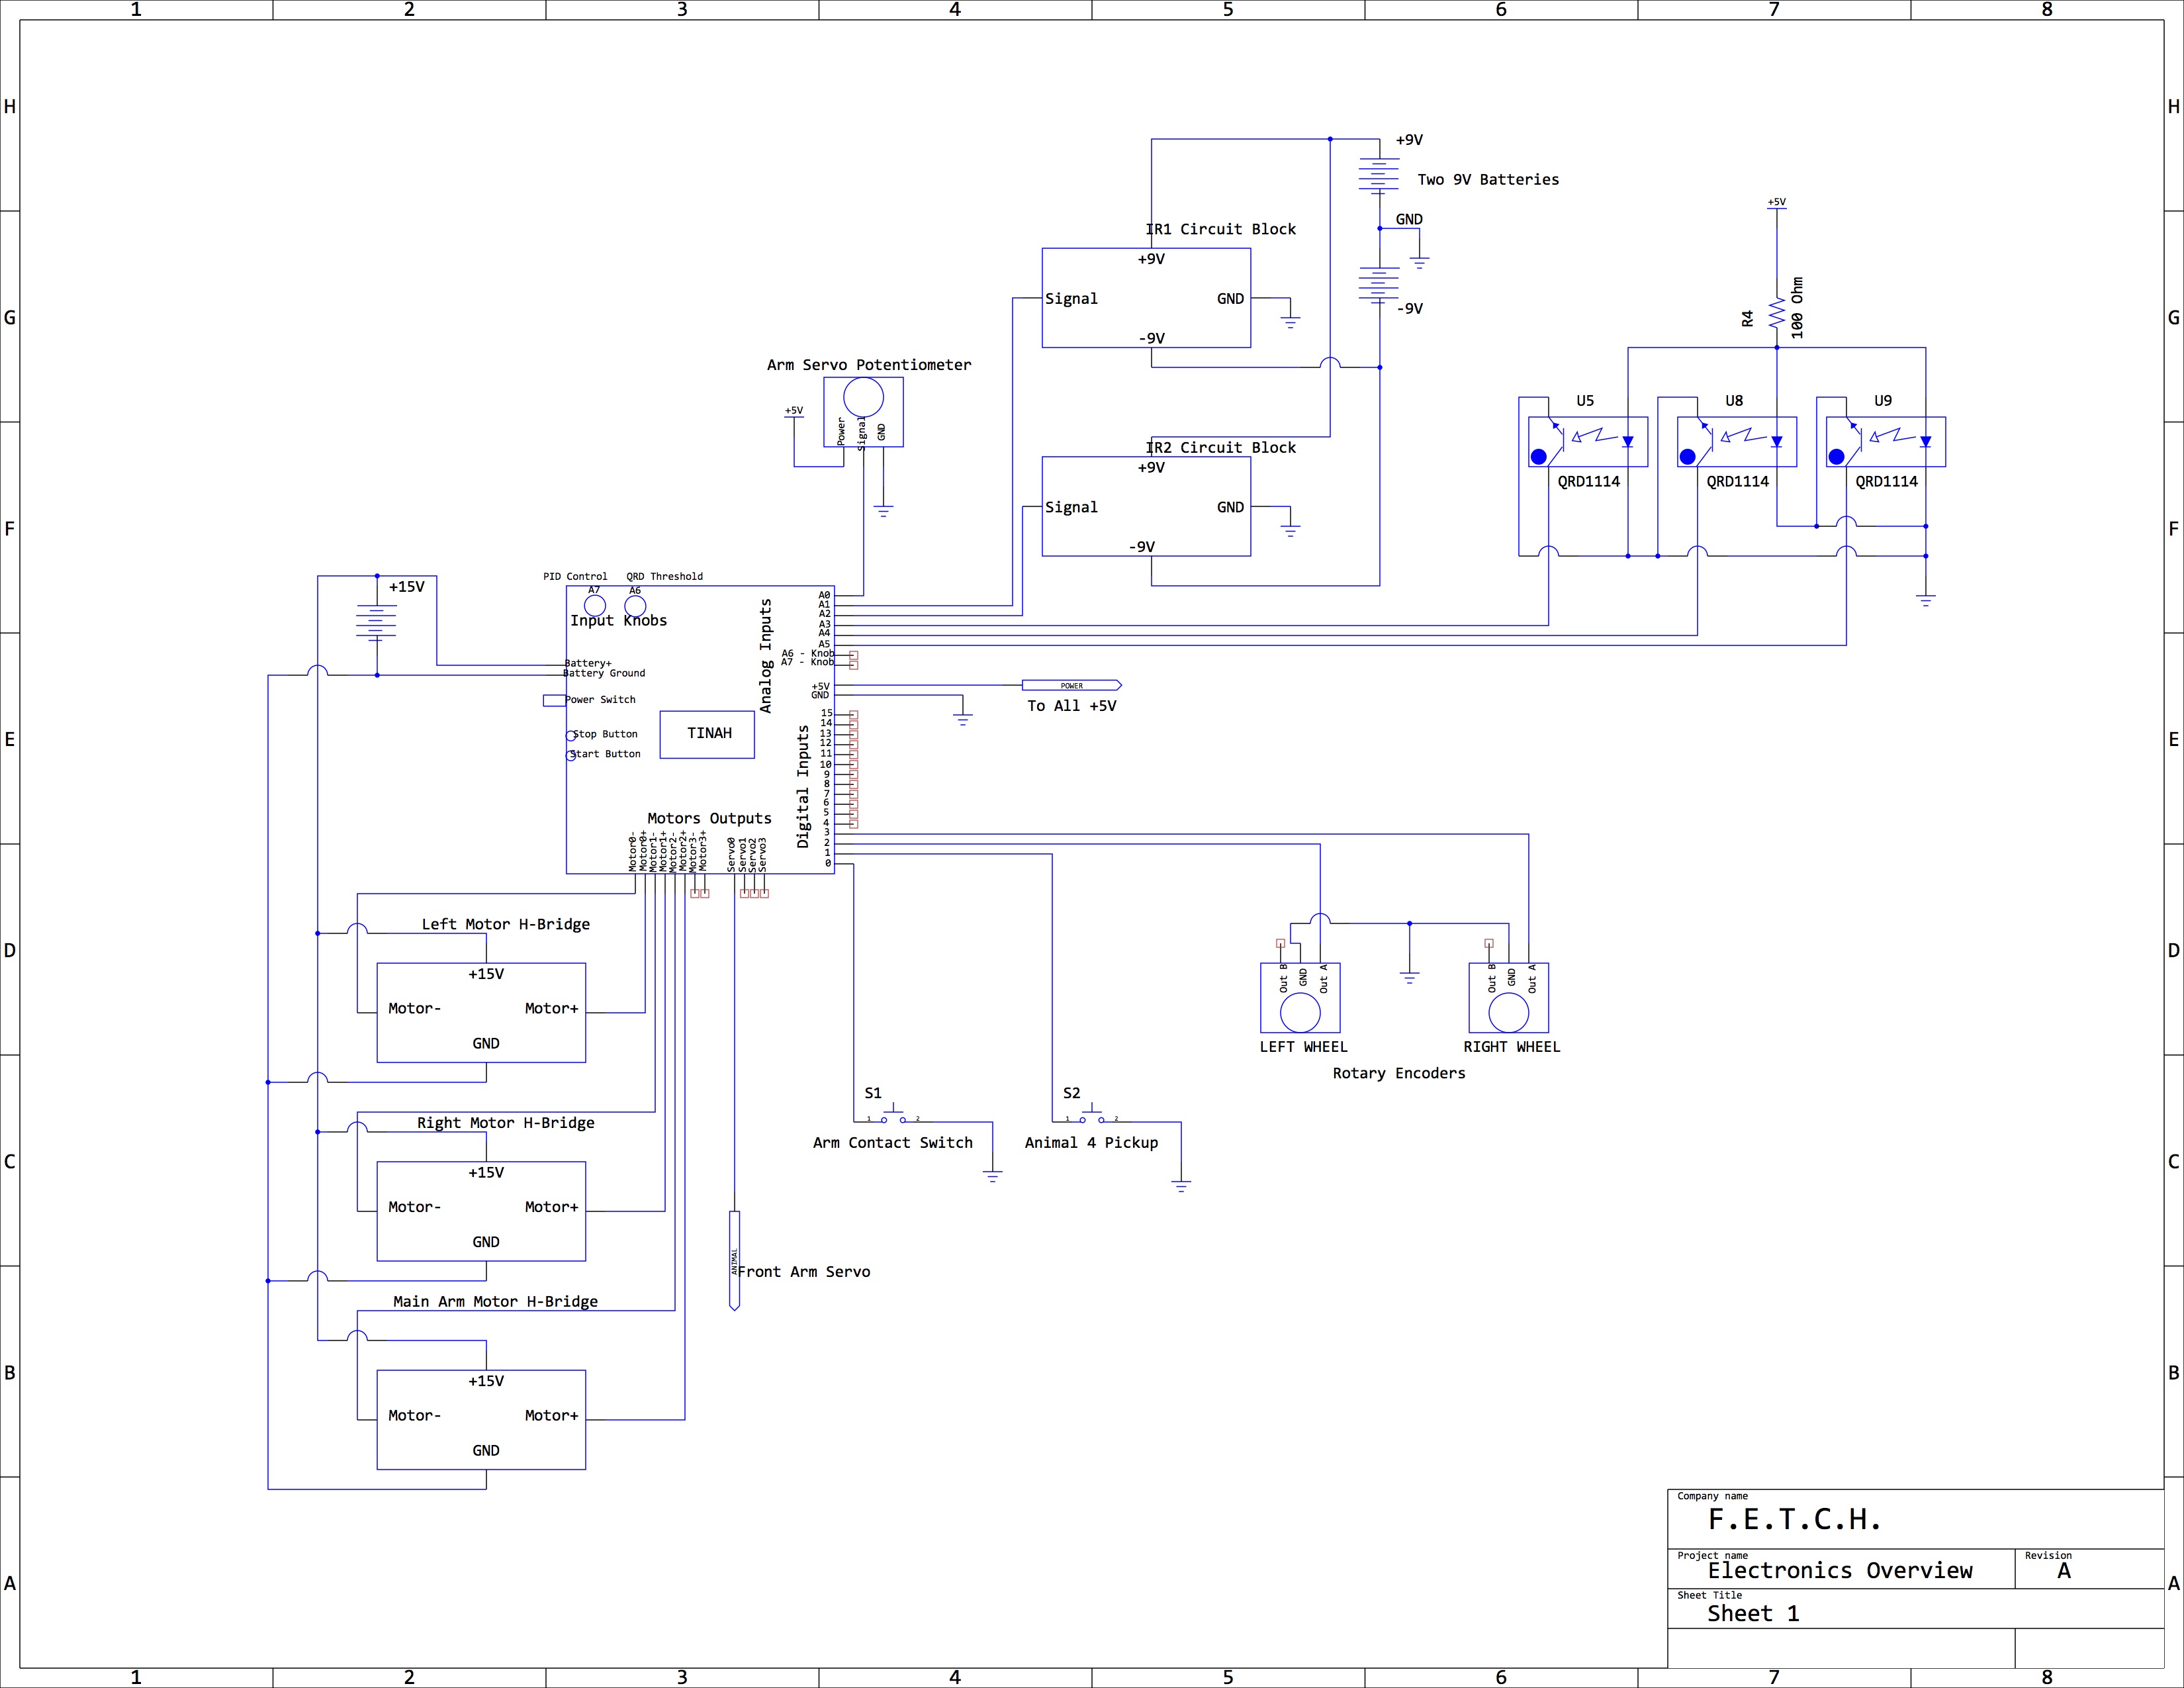 1 2 3 4 5 6 7 8
H H
+9V
Two 9V Batteries
+5V
GND
IR1 Circuit Block
+9V
Signal GND
-9V
-9V
G G
R4
100 Ohm
Arm Servo Potentiometer
+5V
Power
Signal
GND
U5 U8 U9
QRD1114 QRD1114 QRD1114
IR2 Circuit Block
+9V
Signal GND
-9V
F F
+15V
PID Control QRD Threshold
A7 A6
Input Knobs
Analog Inputs
A0
A1
A2
A3
A4
A5
A6 - Knob
A7 - Knob
Battery+
Battery Ground
Power Switch
+5V
GND
POWER
To All +5V
E E
TINAH
Stop Button
Start Button
Digital Inputs
15
14
13
12
11
10
9
8
7
6
5
4
3
2
1
0
Motors Outputs
Motor0-
Motor0+
Motor1-
Motor1+
Motor2-
Motor2+
Motor3-
Motor3+
Servo0
Servo1
Servo2
Servo3
Left Motor H-Bridge
+15V
Motor- Motor+
GND
D D
Out B
GND
Out A
Out B
GND
Out A
LEFT WHEEL RIGHT WHEEL
Rotary Encoders
S1 S2
1 2 1 2
Arm Contact Switch Animal 4 Pickup
Right Motor H-Bridge
+15V
Motor- Motor+
GND
C C
ANIMAL
Front Arm Servo
Main Arm Motor H-Bridge
+15V
Motor- Motor+
GND
B B
Company name
F.E.T.C.H.
Project name
Electronics Overview
Revision
A
Sheet Title
Sheet 1
A A
1 2 3 4 5 6 7 8